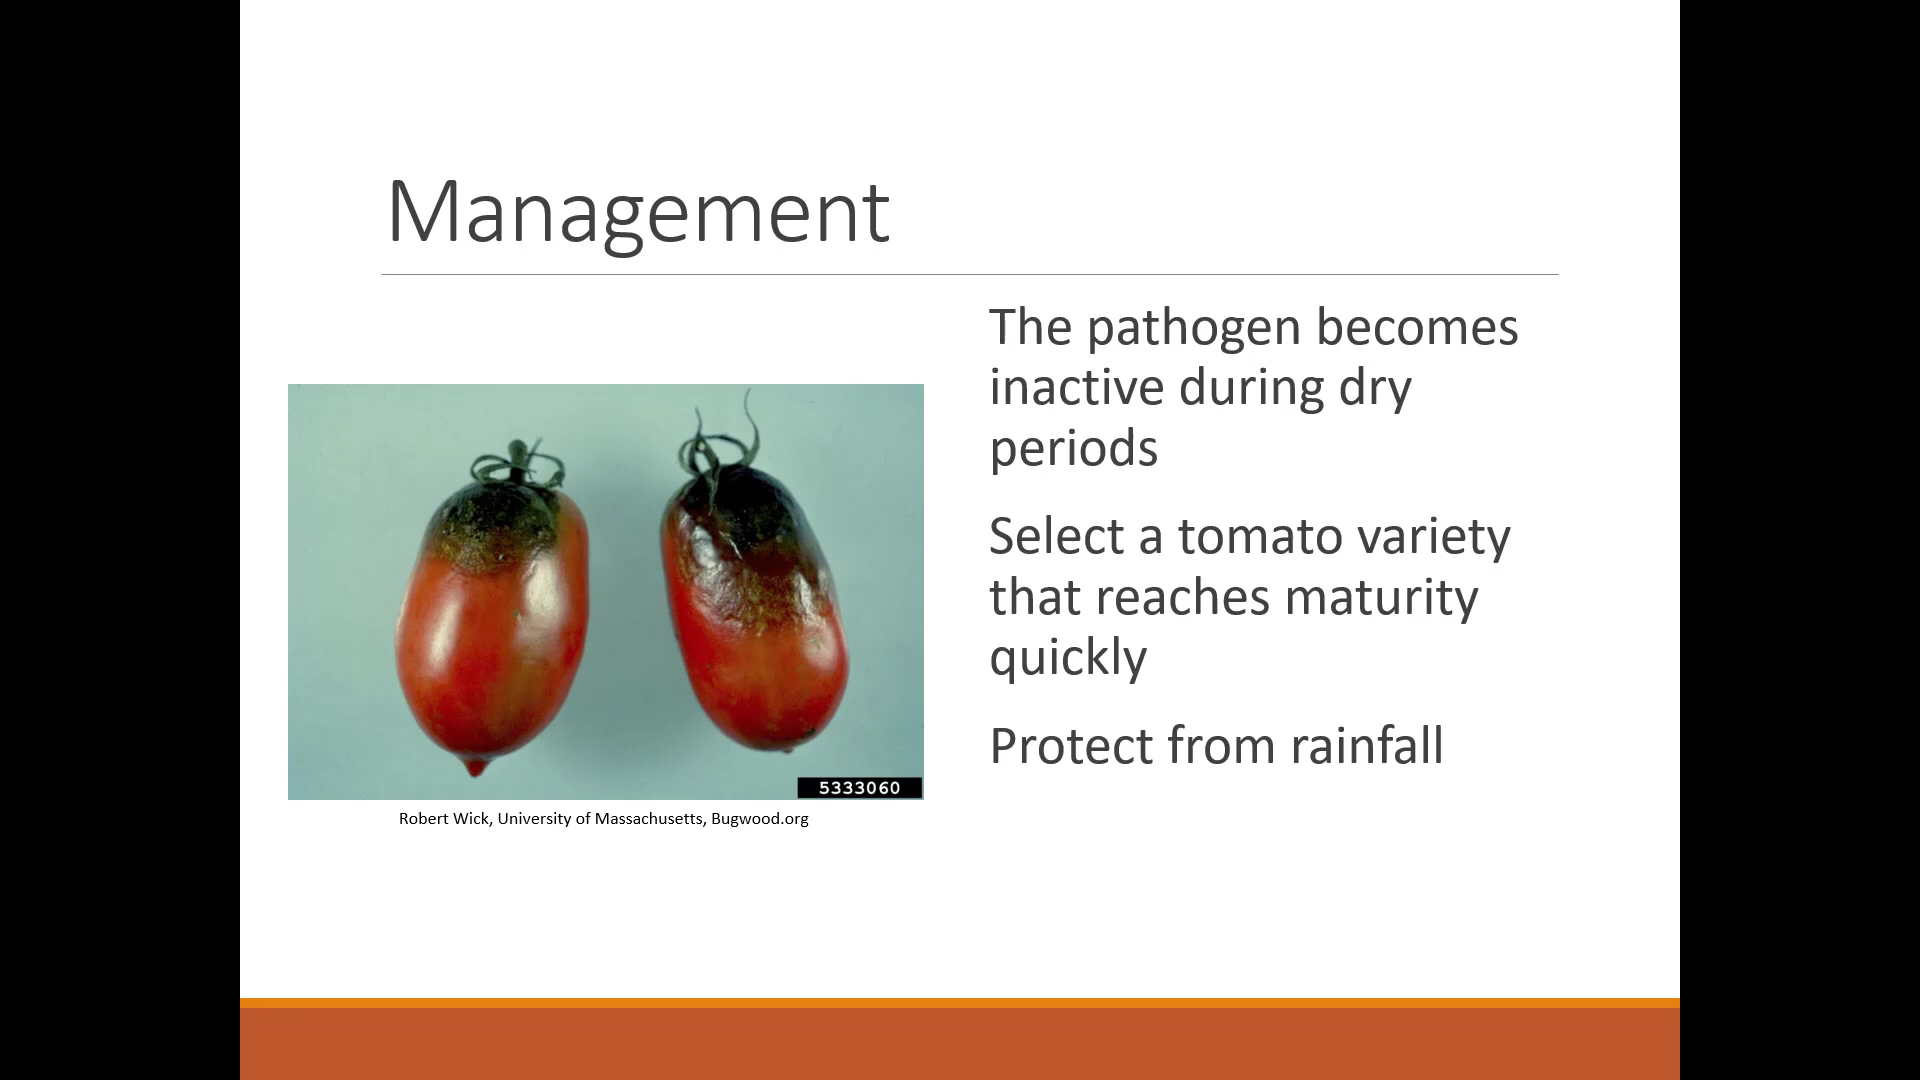 Management
The pathogen becomes
inactive during dry
periods
Select a tomato variety
that reaches maturity
quickly
Protect from rainfall
5333060
Robert Wick, University of Massachusetts, Bugwood.org